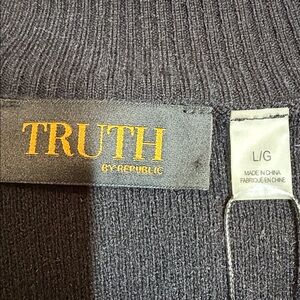 TRUTH
BY REPUBLIC
L/G
MADE IN CHINA
FABRIQUÉ EN CHINE